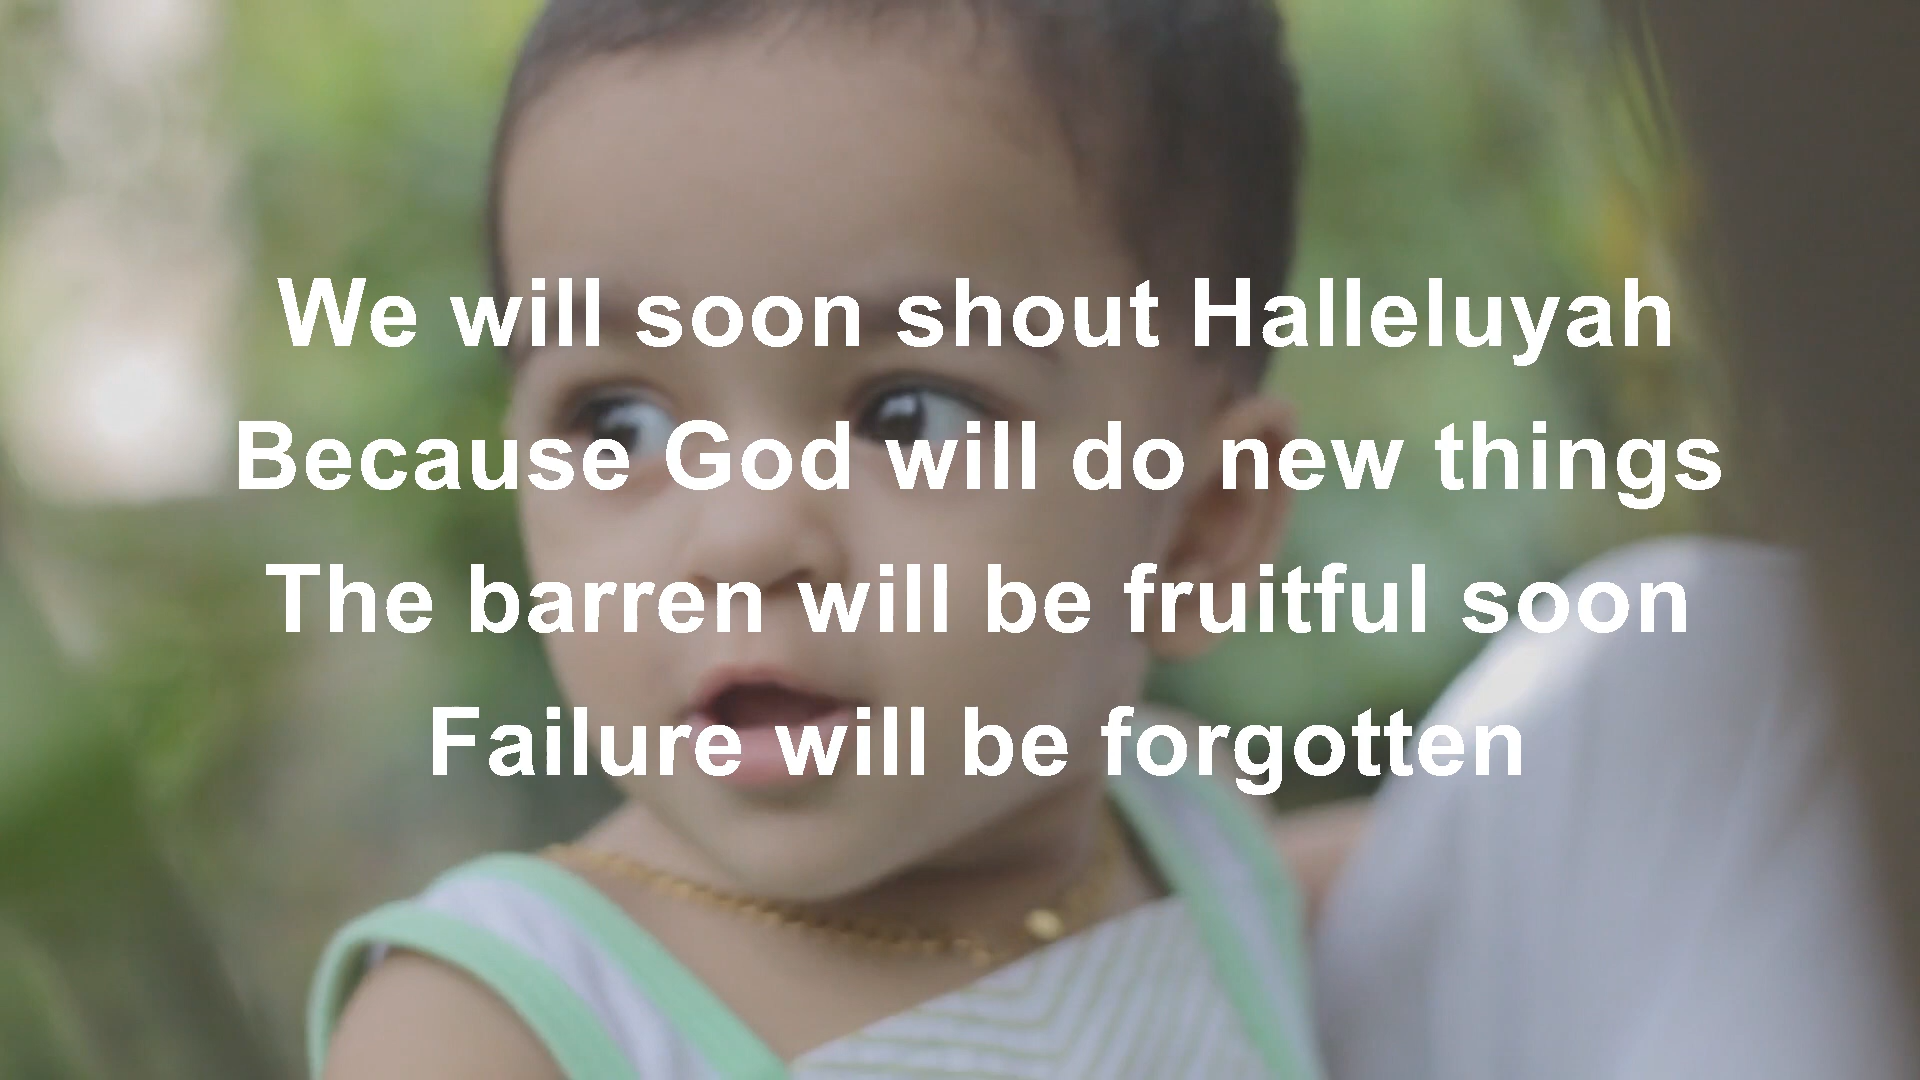 We will soon shout Halleluyah
Because God will do new things
The barren will be fruitful soon
Failure will be forgotten